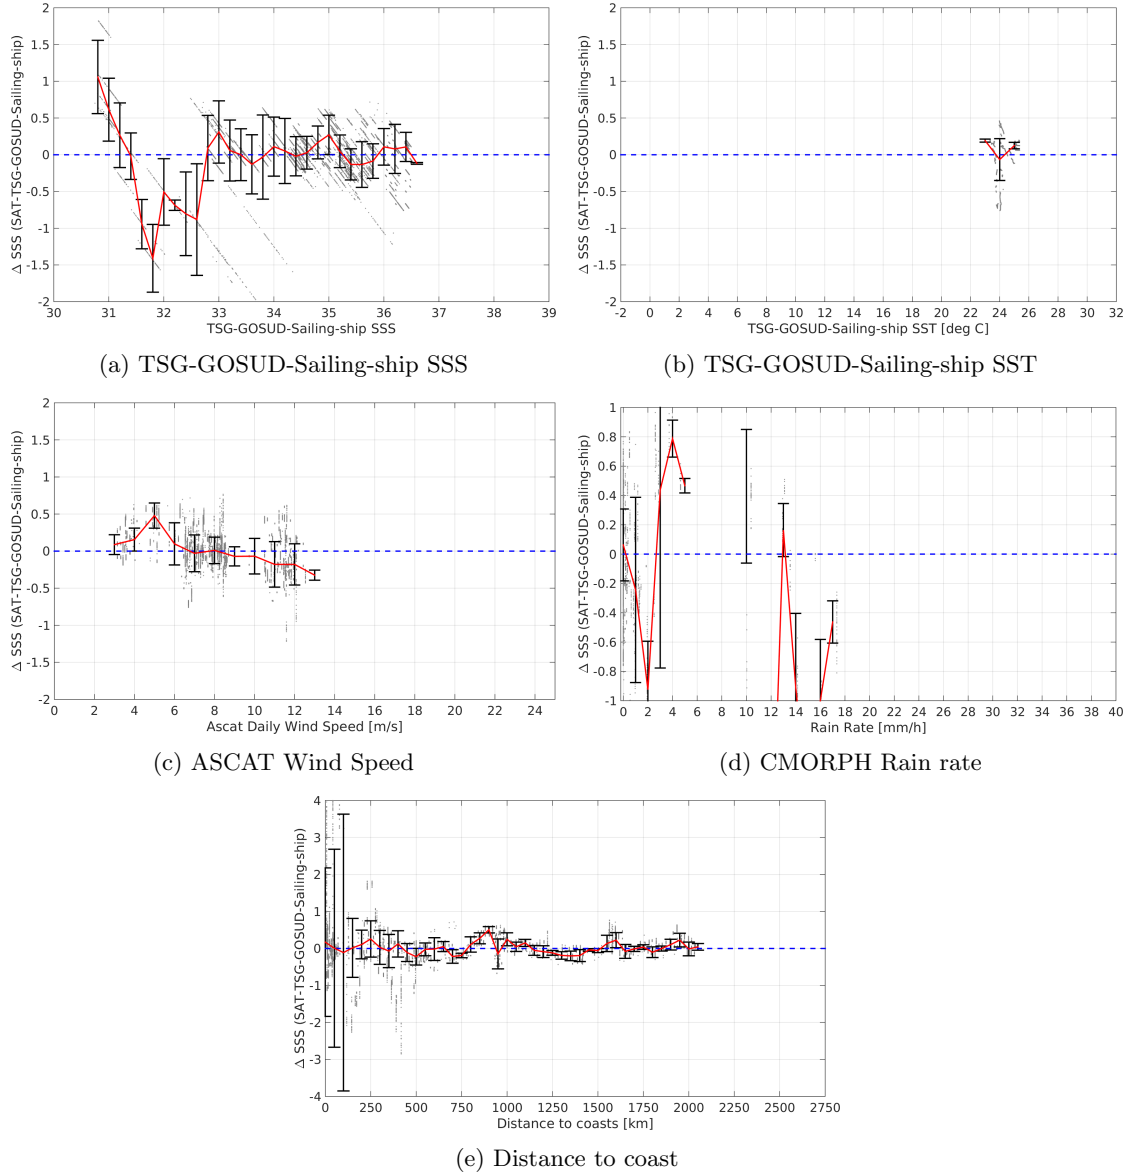 2
1.5
1
0.5
0
-0.5
-1
-1.5
-2
Δ SSS (SAT-TSG-GOSUD-Sailing-ship)
30 31 32 33 34 35 36 37 38 39
TSG-GOSUD-Sailing-ship SSS
(a) TSG-GOSUD-Sailing-ship SSS
2
1.5
1
0.5
0
-0.5
-1
-1.5
-2
Δ SSS (SAT-TSG-GOSUD-Sailing-ship)
-2 0 2 4 6 8 10 12 14 16 18 20 22 24 26 28 30 32
TSG-GOSUD-Sailing-ship SST [deg C]
(b) TSG-GOSUD-Sailing-ship SST
2
1.5
1
0.5
0
-0.5
-1
-1.5
-2
Δ SSS (SAT-TSG-GOSUD-Sailing-ship)
0 2 4 6 8 10 12 14 16 18 20 22 24
Ascat Daily Wind Speed [m/s]
(c) ASCAT Wind Speed
1
0.8
0.6
0.4
0.2
0
-0.2
-0.4
-0.6
-0.8
-1
Δ SSS (SAT-TSG-GOSUD-Sailing-ship)
0 2 4 6 8 10 12 14 16 18 20 22 24 26 28 30 32 34 36 38 40
Rain Rate [mm/h]
(d) CMORPH Rain rate
4
3
2
1
0
-1
-2
-3
-4
Δ SSS (SAT-TSG-GOSUD-Sailing-ship)
0 250 500 750 1000 1250 1500 1750 2000 2250 2500 2750
Distance to coasts [km]
(e) Distance to coast